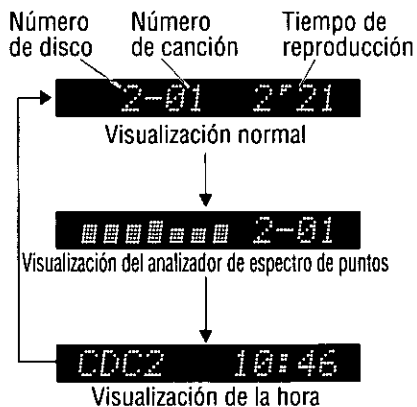 Número de disco
Número de canción
Tiempo de reproducción
2-01 2'21
Visualización normal
2-01
Visualización del analizador de espectro de puntos
CDC2 10:46
Visualización de la hora